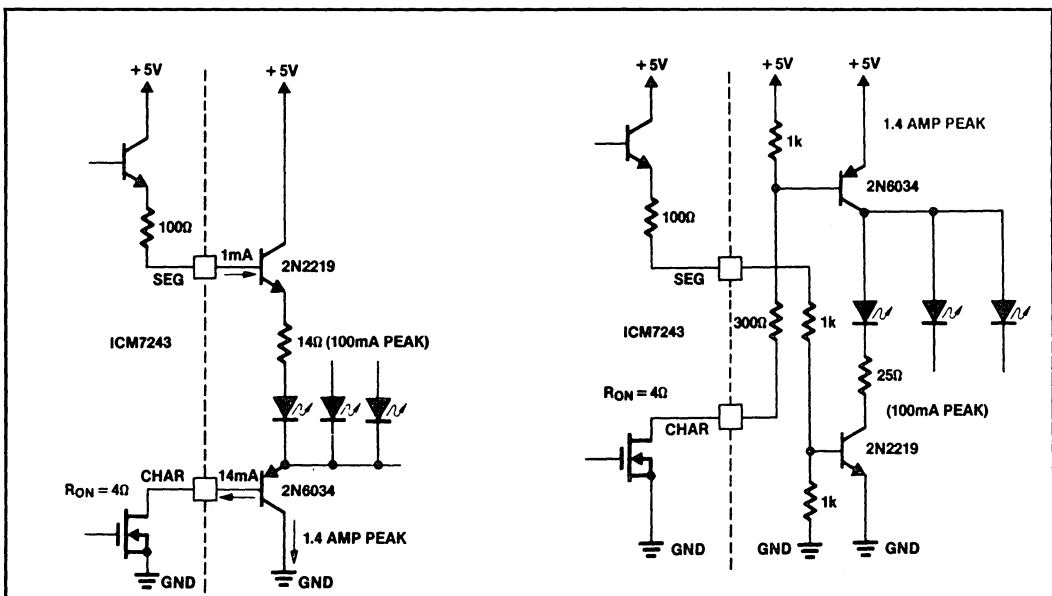 + 5V
+ 5V
100Ω
1mA
SEG
2N2219
14Ω (100mA PEAK)
ICM7243
CHAR
14mA
RON = 4Ω
2N6034
1.4 AMP PEAK
GND
GND
+ 5V
+ 5V
+ 5V
1.4 AMP PEAK
1k
2N6034
100Ω
SEG
300Ω
1k
ICM7243
25Ω
RON = 4Ω
(100mA PEAK)
CHAR
2N2219
1k
GND
GND
GND